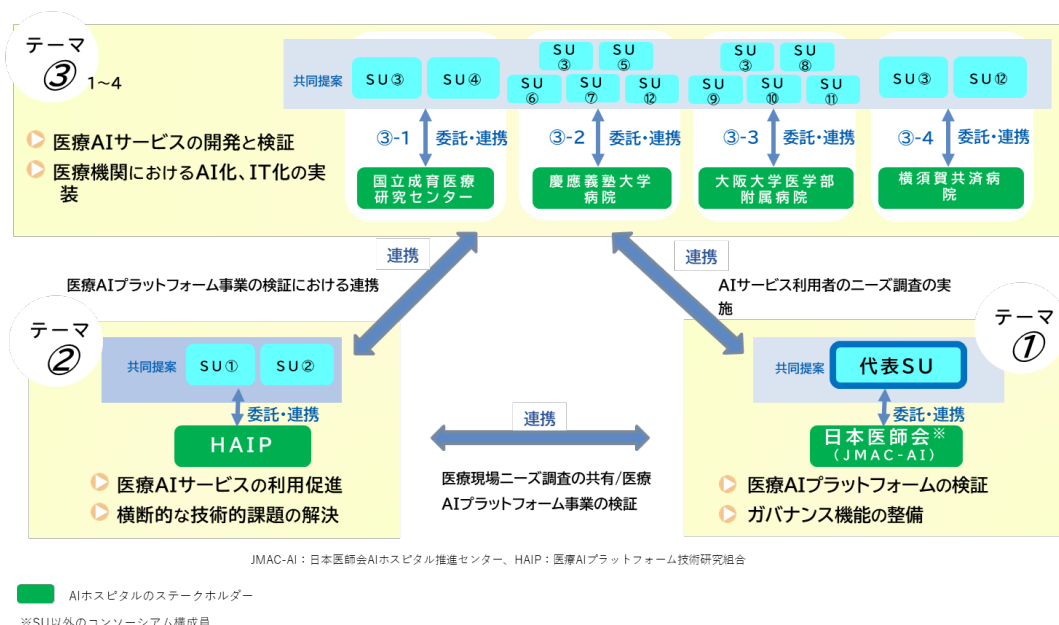 テーマ
③ 1~4
共同提案
SU③
SU④
SU
③
SU
⑤
SU
⑥
SU
⑦
SU
⑫
SU
③
SU
⑧
SU
⑨
SU
⑩
SU
⑪
SU③
SU⑫
医療AIサービスの開発と検証
医療機関におけるAI化、IT化の実
装
③-1 委託・連携
③-2 委託・連携
③-3 委託・連携
③-4 委託・連携
国立成育医療
研究センター
慶應義塾大学
病院
大阪大学医学部
附属病院
横須賀共済病
院
連携
連携
医療AIプラットフォーム事業の検証における連携
AIサービス利用者のニーズ調査の実
施
テーマ
②
共同提案
SU①
SU②
委託・連携
HAIP
医療AIサービスの利用促進
横断的な技術的課題の解決
連携
医療現場ニーズ調査の共有/医療
AIプラットフォーム事業の検証
テーマ
①
共同提案
代表SU
委託・連携
日本医師会※
(JMAC-AI)
医療AIプラットフォームの検証
ガバナンス機能の整備
JMAC-AI:日本医師会AIホスピタル推進センター、HAIP:医療AIプラットフォーム技術研究組合
AIホスピタルのステークホルダー
※SU以外のコンソーシアム構成員